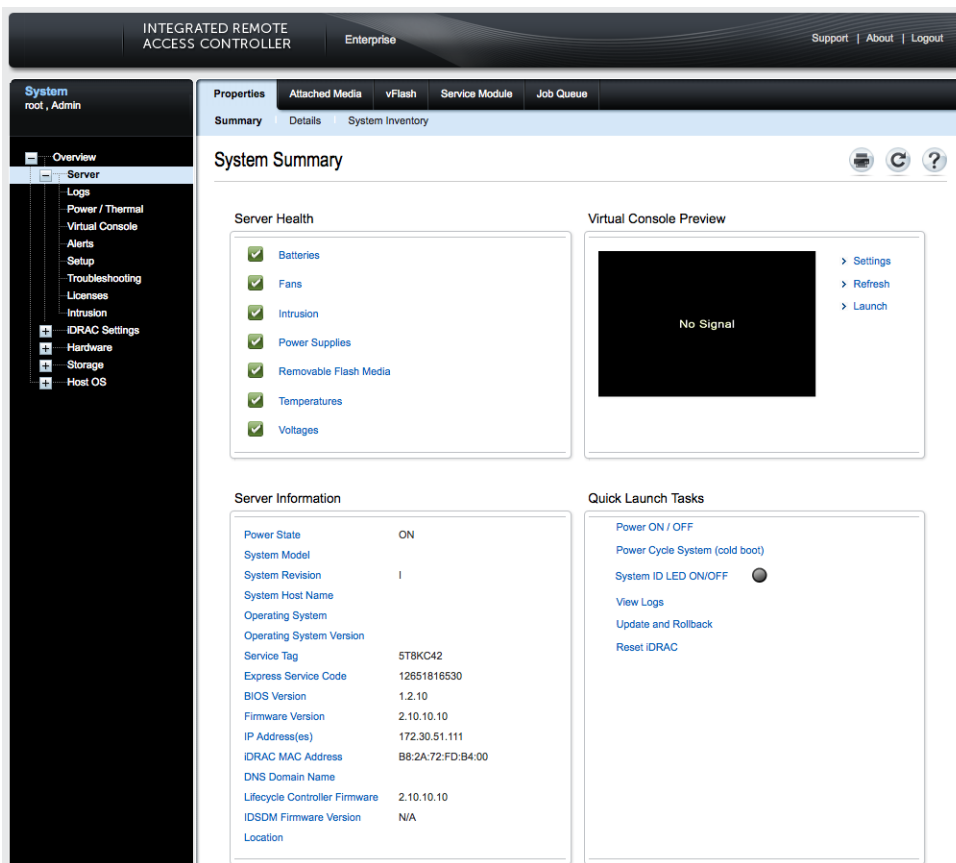 INTEGRATED REMOTE
ACCESS CONTROLLER
Enterprise
Support | About | Logout
System
root , Admin
Properties Attached Media vFlash Service Module Job Queue
Summary Details System Inventory
Overview
Server
Logs
Power / Thermal
Virtual Console
Alerts
Setup
Troubleshooting
Licenses
Intrusion
iDRAC Settings
Hardware
Storage
Host OS
System Summary
Server Health
Batteries
Fans
Intrusion
Power Supplies
Removable Flash Media
Temperatures
Voltages
Virtual Console Preview
No Signal
Settings
Refresh
Launch
Server Information
Power State ON
System Model
System Revision I
System Host Name
Operating System
Operating System Version
Service Tag 5T8KC42
Express Service Code 12651816530
BIOS Version 1.2.10
Firmware Version 2.10.10.10
IP Address(es) 172.30.51.111
iDRAC MAC Address B8:2A:72:FD:B4:00
DNS Domain Name
Lifecycle Controller Firmware 2.10.10.10
IDSDM Firmware Version N/A
Location
Quick Launch Tasks
Power ON / OFF
Power Cycle System (cold boot)
System ID LED ON/OFF
View Logs
Update and Rollback
Reset iDRAC